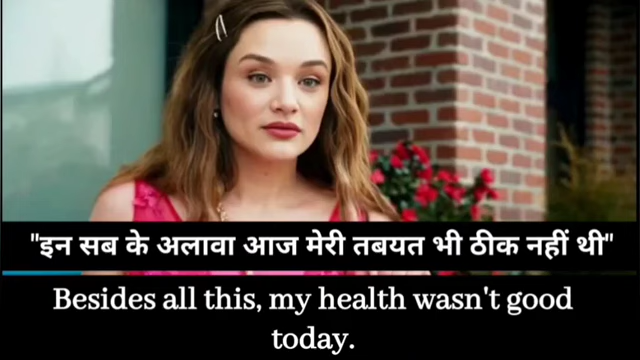 "इन सब के अलावा आज मेरी तबयत भी ठीक नहीं थी"
Besides all this, my health wasn't good
today.